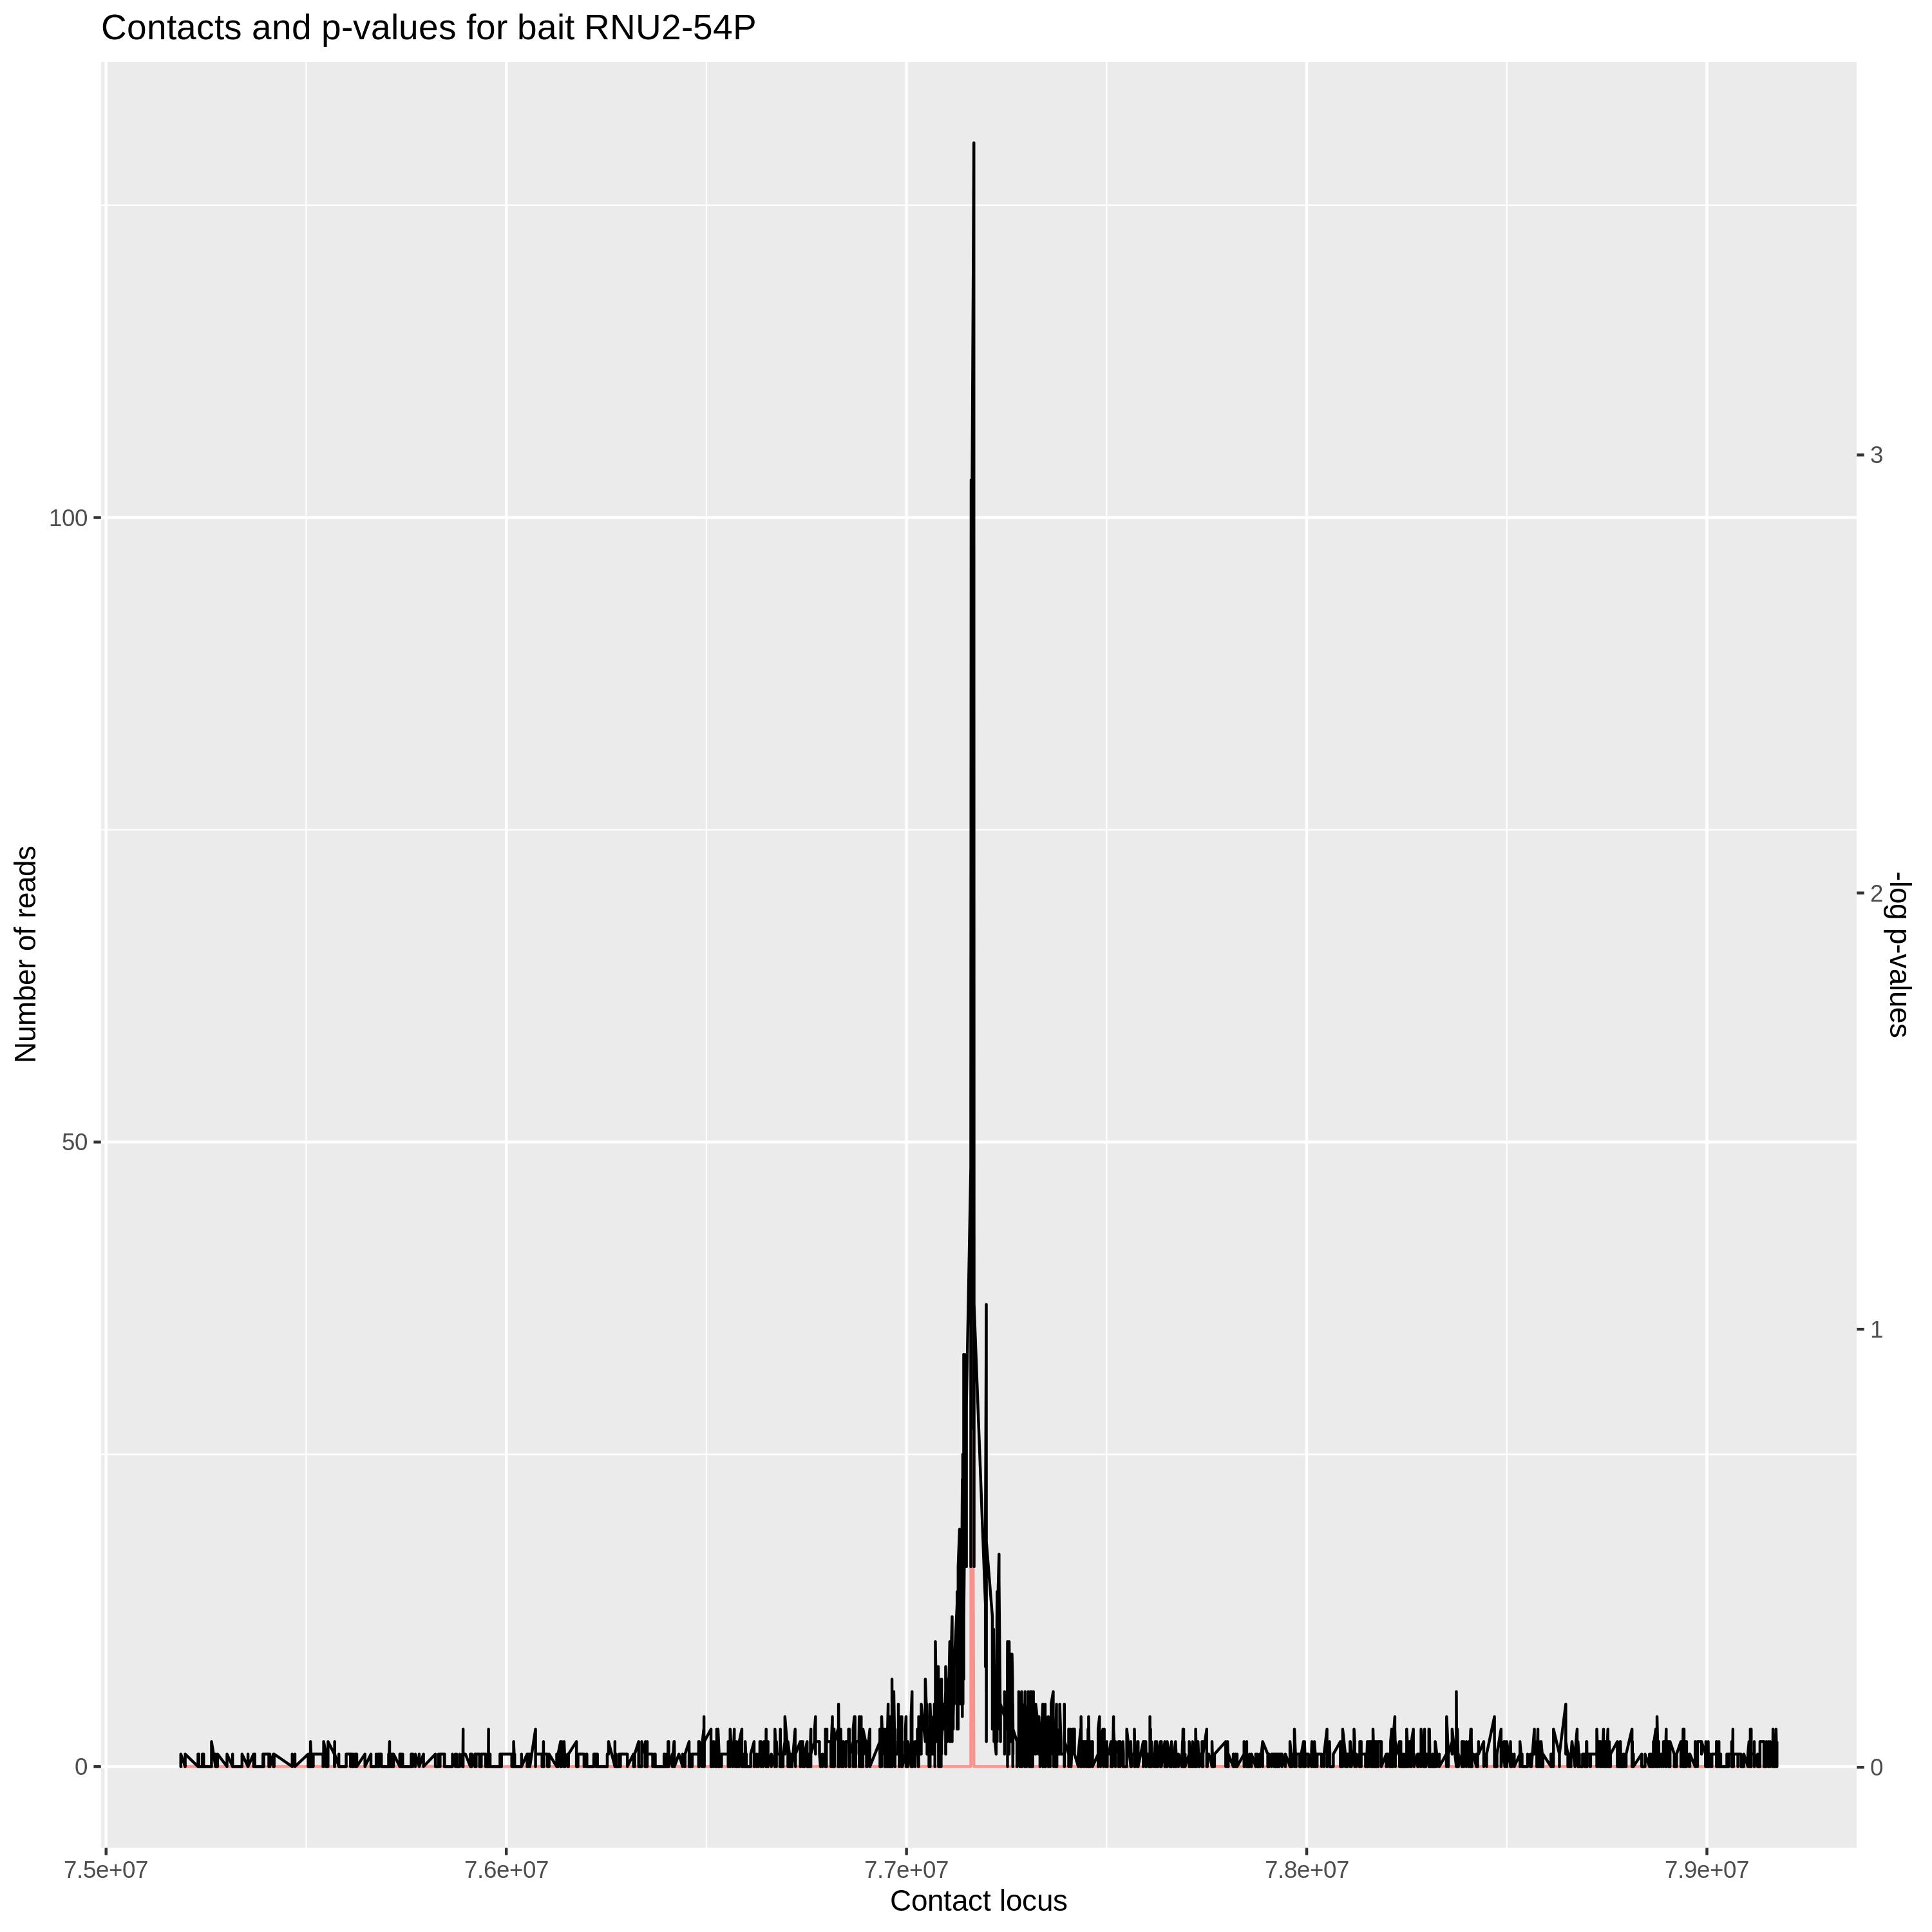 Contacts and p-values for bait RNU2-54P
Number of reads
100
50
0
3
2
1
0
-log p-values
7.5e+07 7.6e+07 7.7e+07 7.8e+07 7.9e+07
Contact locus